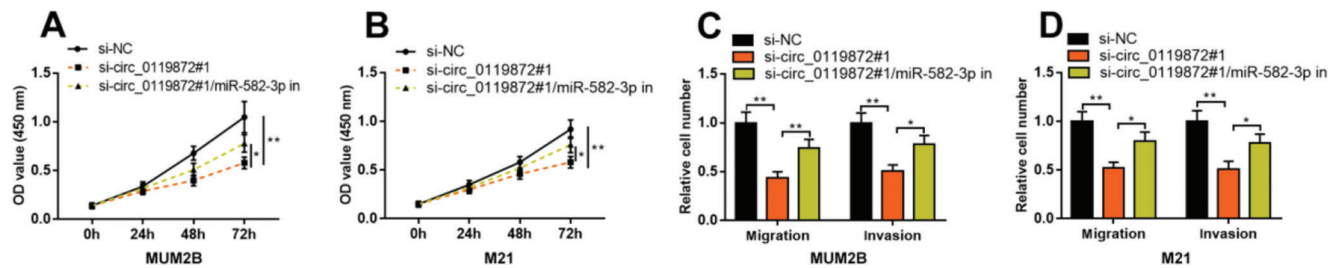 A
si-NC
si-circ_0119872#1
si-circ_0119872#1/miR-582-3p in
OD value (450 nm)
1.5
1.0
0.5
0.0
*
**
0h
24h
48h
72h
MUM2B
B
si-NC
si-circ_0119872#1
si-circ_0119872#1/miR-582-3p in
OD value (450 nm)
1.5
1.0
0.5
0.0
*
**
0h
24h
48h
72h
M21
C
si-NC
si-circ_0119872#1
si-circ_0119872#1/miR-582-3p in
Relative cell number
1.5
1.0
0.5
0.0
**
**
**
*
Migration
Invasion
MUM2B
D
si-NC
si-circ_0119872#1
si-circ_0119872#1/miR-582-3p in
Relative cell number
1.5
1.0
0.5
0.0
**
*
**
*
Migration
Invasion
M21